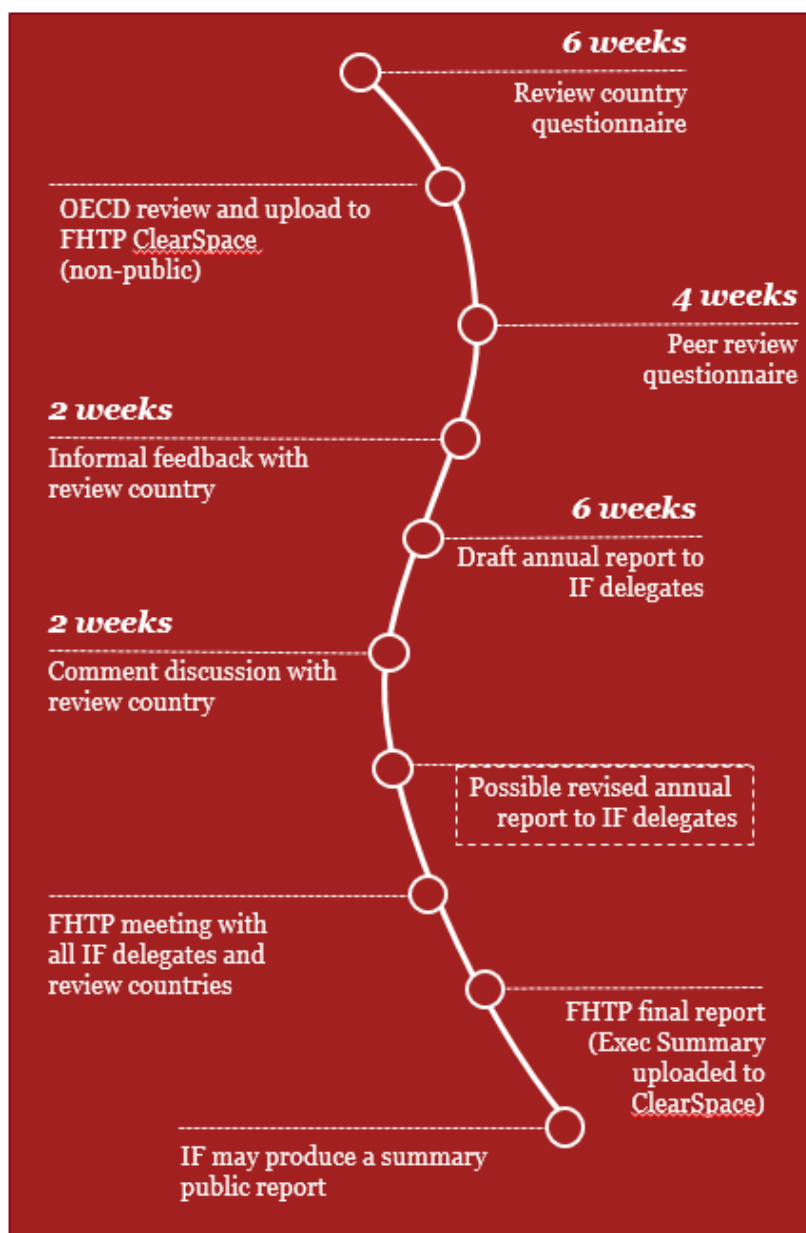 6 weeks
Review country
questionnaire
OECD review and upload to
FHTP ClearSpace
(non-public)
4 weeks
Peer review
questionnaire
2 weeks
Informal feedback with
review country
6 weeks
Draft annual report to
IF delegates
2 weeks
Comment discussion with
review country
Possible revised annual
report to IF delegates
FHTP meeting with
all IF delegates and
review countries
FHTP final report
(Exec Summary
uploaded to
ClearSpace)
IF may produce a summary
public report